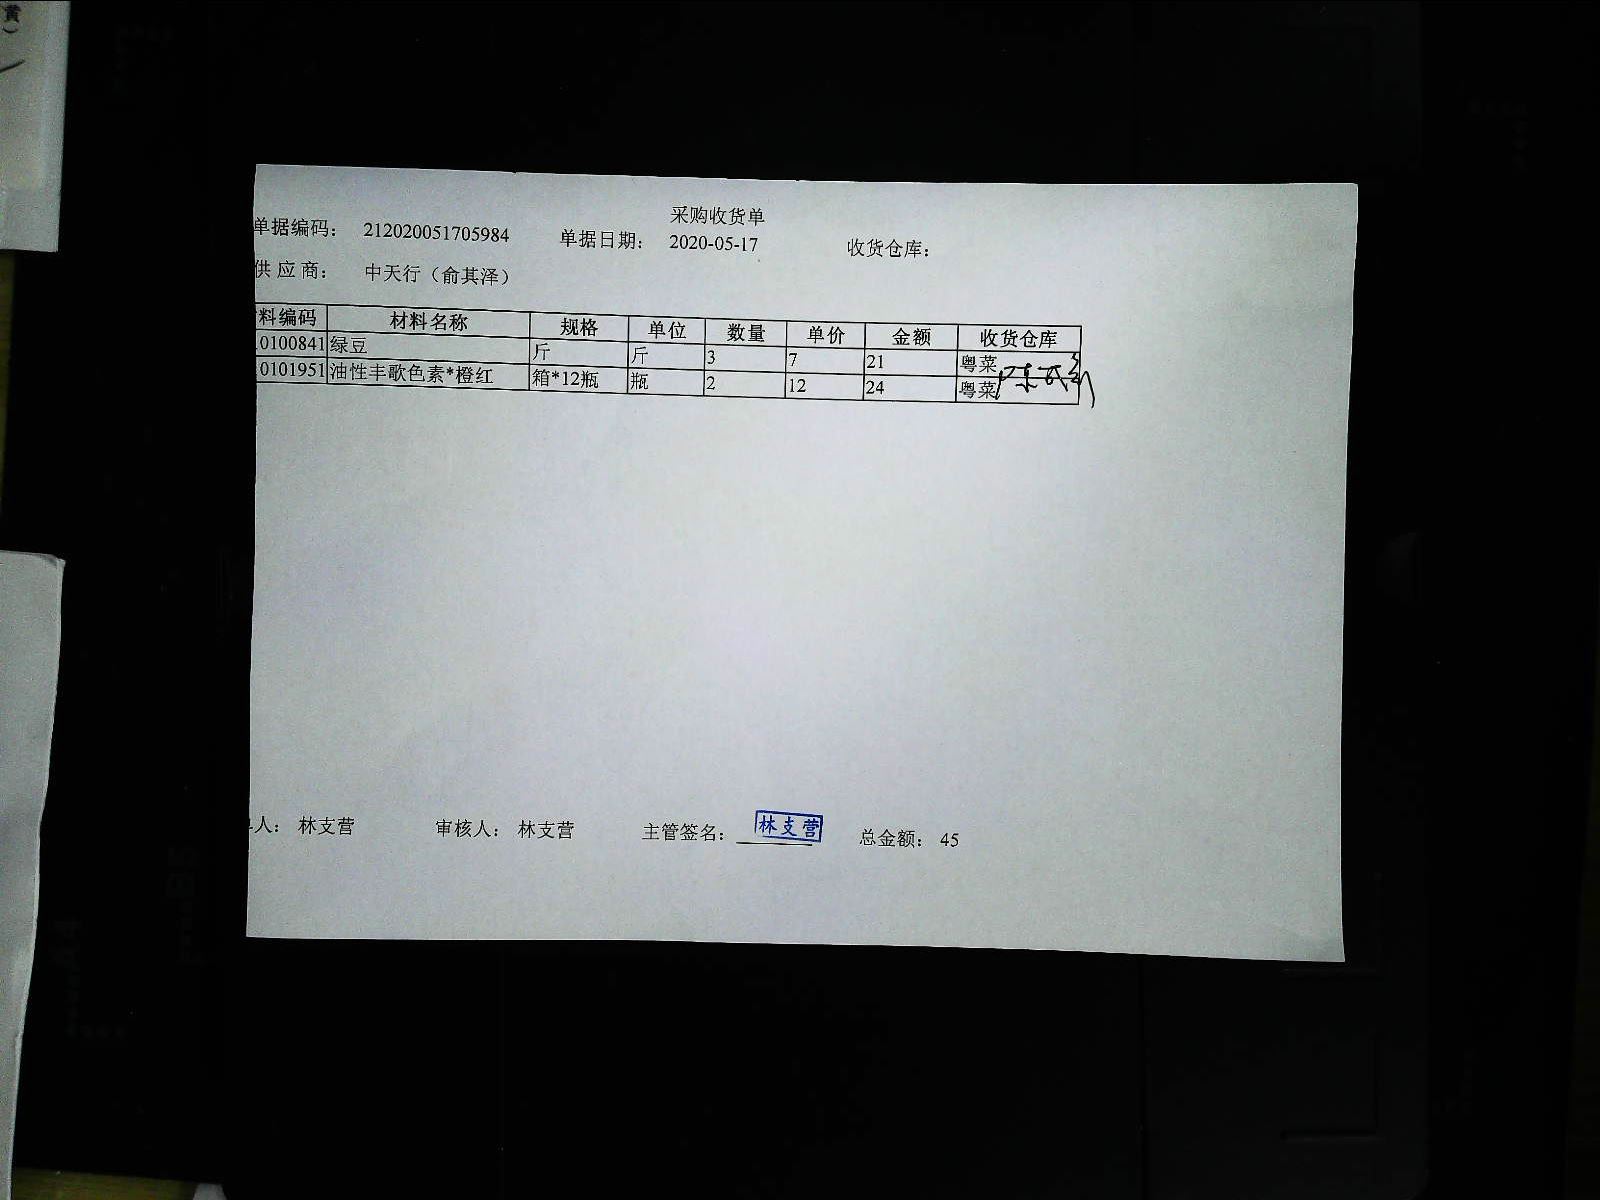 黄
）
采购收货单
单据编码： 212020051705984 单据日期： 2020-05-17 收货仓库：
供应商： 中天行（俞其泽）
料编码 材料名称 规格 单位 数量 单价 金额 收货仓库
.0100841 绿豆 斤 斤 3 7 21 粤菜
0101951 油性丰歌色素*橙红 箱*12瓶 瓶 2 12 24 粤菜
人： 林支营 审核人： 林支营 主管签名： 林支营 总金额： 45